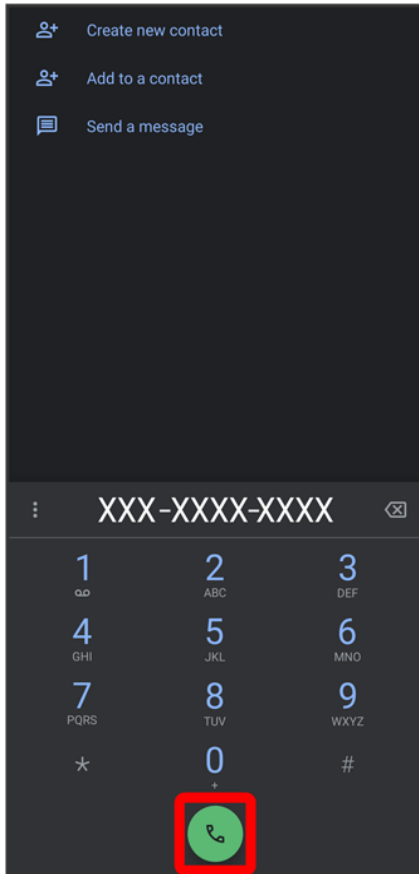 Create new contact
Add to a contact
Send a message
XXX-XXXX-XXXX
1 2 3
ABC DEF
4 5 6
GHI JKL MNO
7 8 9
PQRS TUV WXYZ
* 0 #
+